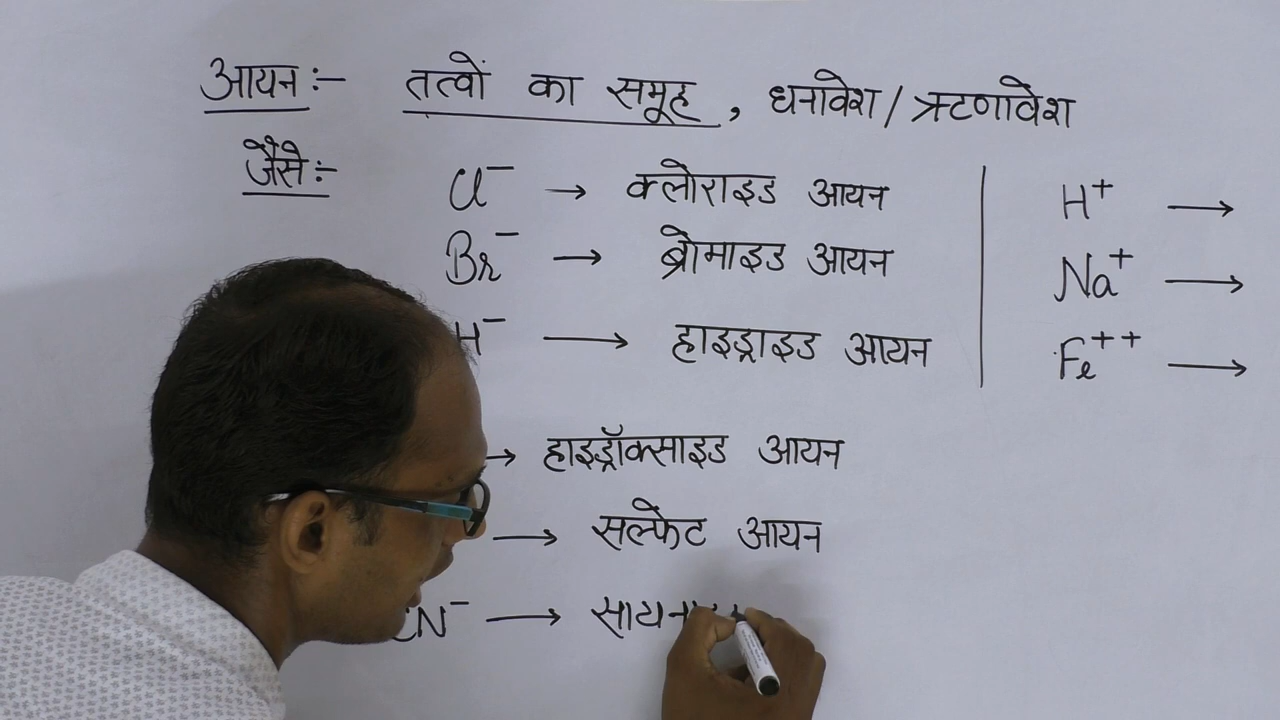 आयन :- तत्वों का समूह , धनावेश / ऋणावेश
जैसे :-
Cl⁻ → क्लोराइड आयन
Br⁻ → ब्रोमाइड आयन
H⁻ → हाइड्राइड आयन
→ हाइड्रॉक्साइड आयन
→ सल्फेट आयन
CN⁻ →
H⁺ →
Na⁺ →
Fe⁺⁺ →